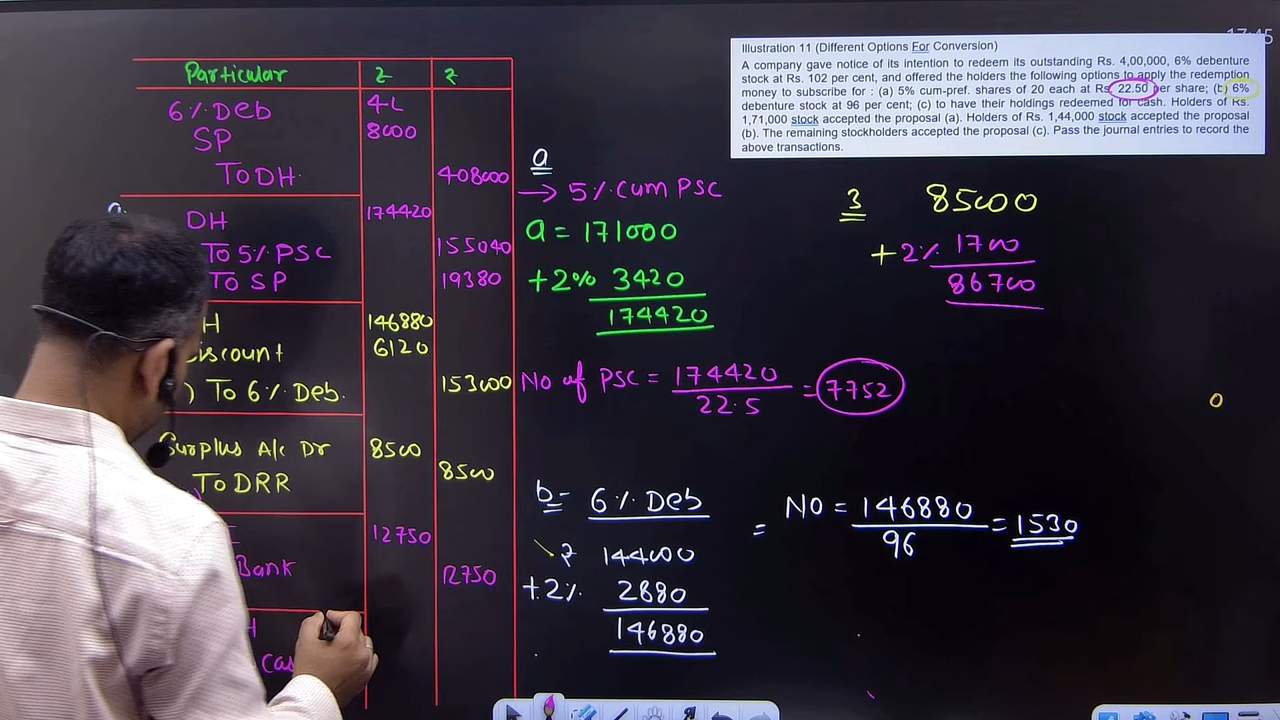 17:45
Illustration 11 (Different Options For Conversion)
A company gave notice of its intention to redeem its outstanding Rs. 4,00,000, 6% debenture
stock at Rs. 102 per cent, and offered the holders the following options to apply the redemption
money to subscribe for : (a) 5% cum-pref. shares of 20 each at Rs. 22.50 per share; (b) 6%
debenture stock at 96 per cent; (c) to have their holdings redeemed for cash. Holders of Rs.
1,71,000 stock accepted the proposal (a). Holders of Rs. 1,44,000 stock accepted the proposal
(b). The remaining stockholders accepted the proposal (c). Pass the journal entries to record the
above transactions.
Particular ₹ ₹
6% Deb 4L
SP 8000
To DH 408000
DH 174420
To 5% PSC 155040
To SP 19380
H 146880
iscount 6120
) To 6% Deb. 153000
Surplus A/c Dr 8500
To DRR 8500
12750
Bank 12750
H
cas
a
→ 5% cum PSC
a = 171000
+2% 3420
174420
No of PSC = 174420 / 22.5 = 7752
b- 6% Deb
₹ 144000
+2% 2880
146880
= NO = 146880 / 96 = 1530
3 85000
+2% 1700
86700